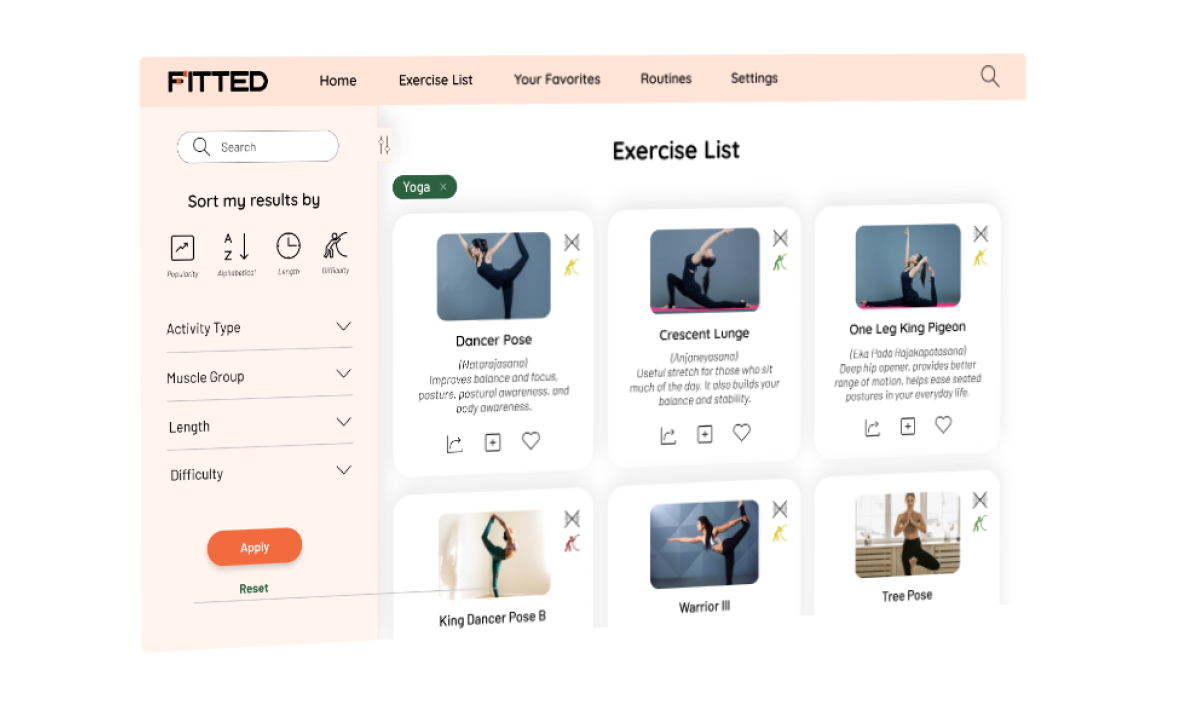 FITTED
Home
Exercise List
Your Favorites
Routines
Settings
Search
Sort my results by
Popularity
Alphabetical
Length
Difficulty
Activity Type
Muscle Group
Length
Difficulty
Apply
Reset
Exercise List
Yoga ×
Dancer Pose
(Natarajasana)
Improves balance and focus,
posture, postural awareness, and
body awareness.
Crescent Lunge
(Anjaneyasana)
Useful stretch for those who sit
much of the day. It also builds your
balance and stability.
One Leg King Pigeon
(Eka Pada Rajakapotasana)
Deep hip opener, provides better
range of motion, helps ease seated
postures in your everyday life.
King Dancer Pose B
Warrior III
Tree Pose